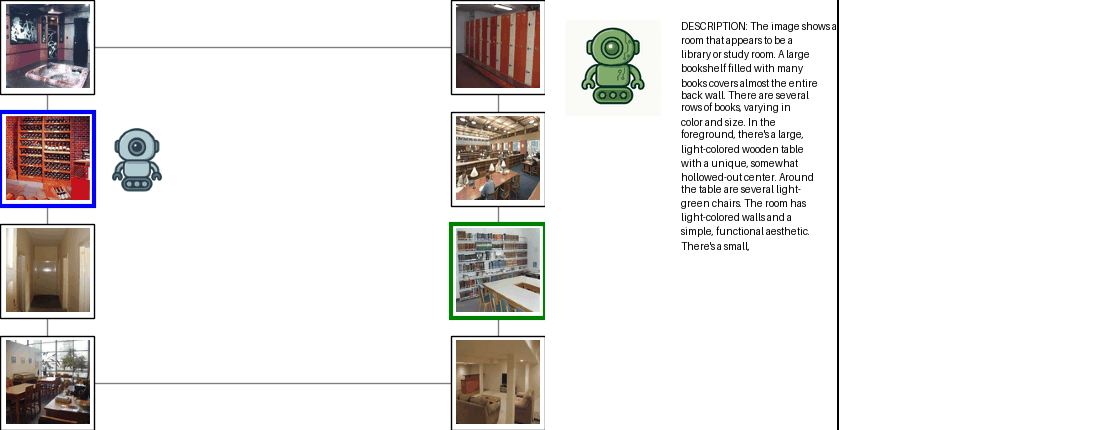 DESCRIPTION: The image shows a
room that appears to be a
library or study room. A large
bookshelf filled with many
books covers almost the entire
back wall. There are several
rows of books, varying in
color and size. In the
foreground, there's a large,
light-colored wooden table
with a unique, somewhat
hollowed-out center. Around
the table are several light-
green chairs. The room has
light-colored walls and a
simple, functional aesthetic.
There's a small,